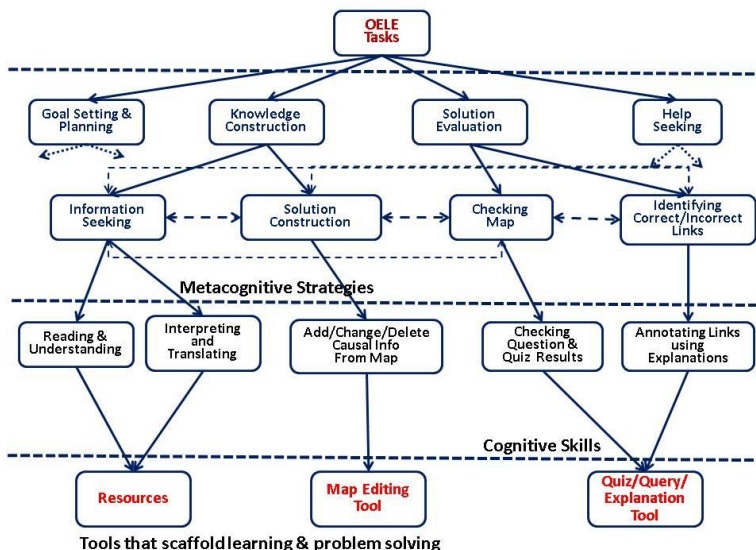 OELE
Tasks
Goal Setting &
Planning
Knowledge
Construction
Solution
Evaluation
Help
Seeking
Information
Seeking
Solution
Construction
Checking
Map
Identifying
Correct/Incorrect
Links
Metacognitive Strategies
Reading &
Understanding
Interpreting
and
Translating
Add/Change/Delete
Causal Info
From Map
Checking
Question &
Quiz Results
Annotating Links
using
Explanations
Cognitive Skills
Resources
Map Editing
Tool
Quiz/Query/
Explanation
Tool
Tools that scaffold learning & problem solving